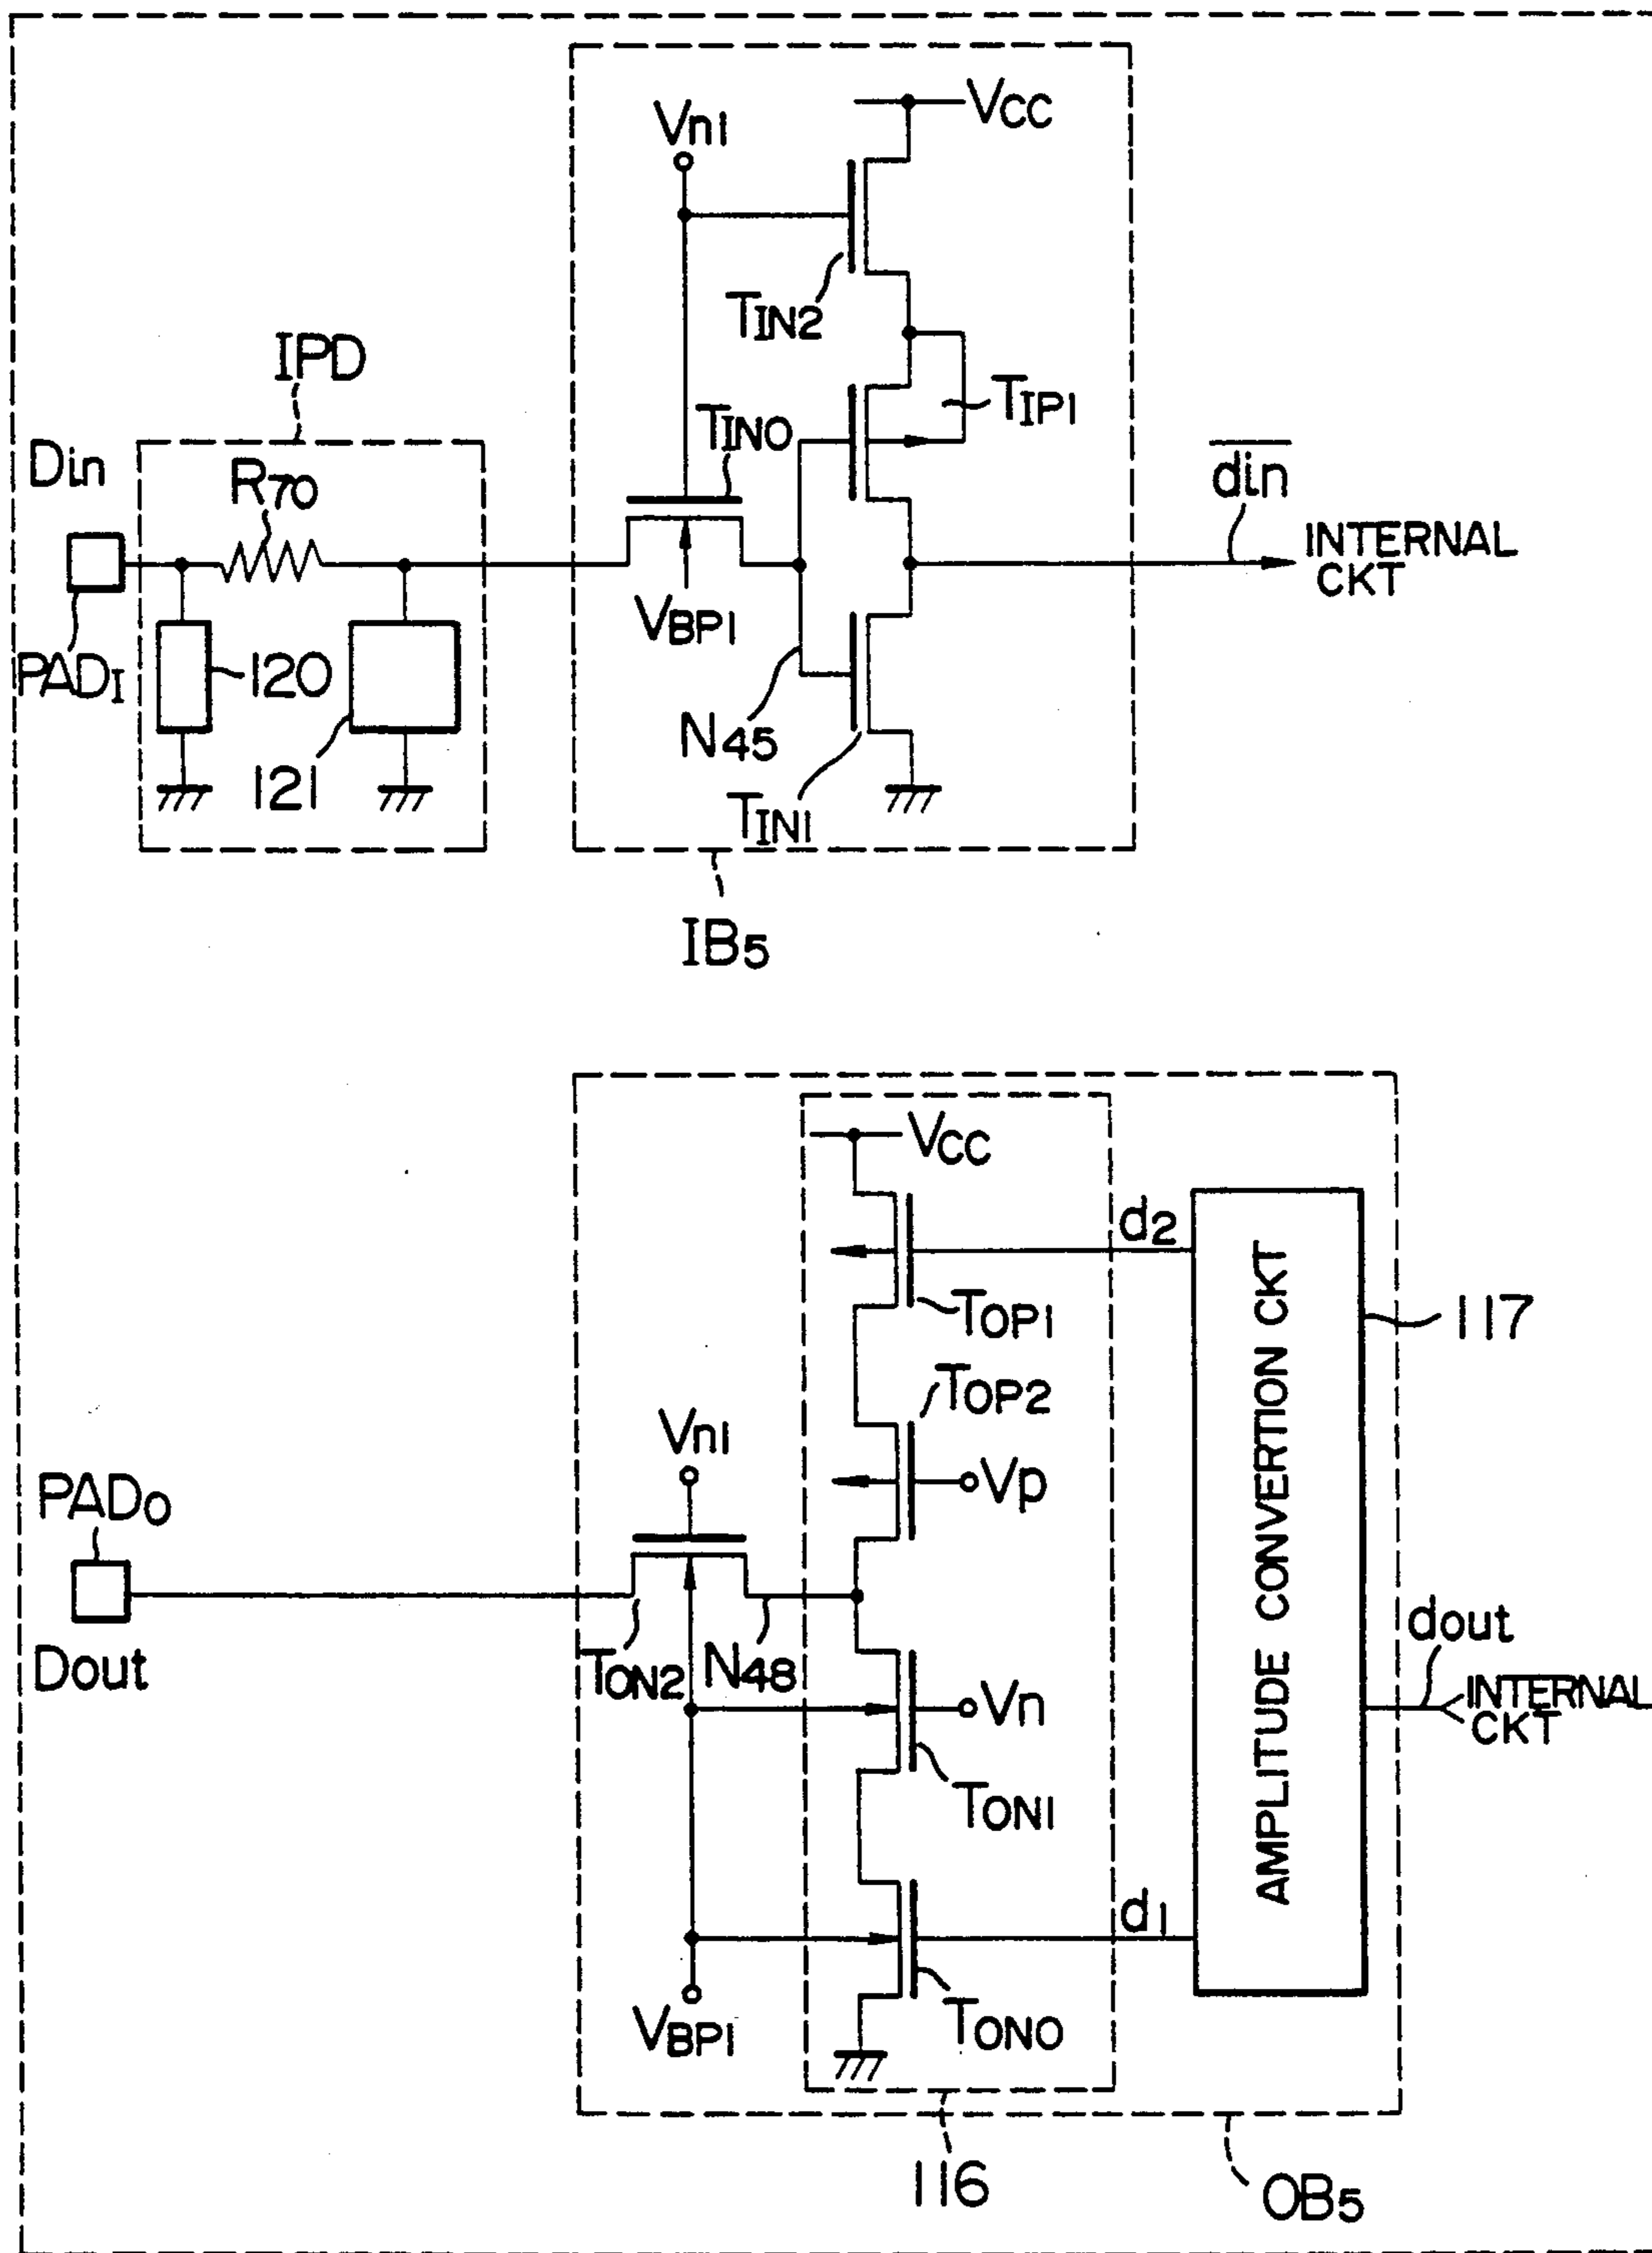 Vcc
Vn1
TIN2
IPD
TIP1
TIN0
Din
R70
din
INTERNAL
CKT
VBP1
PADI
120
N45
121
TIN1
IB5
Vcc
d2
TOP1
117
AMPLITUDE CONVERTION CKT
TOP2
Vn1
Vp
PADO
dout
TON2
N48
Dout
Vn
INTERNAL
CKT
TON1
d1
VBP1
TON0
116
OB5